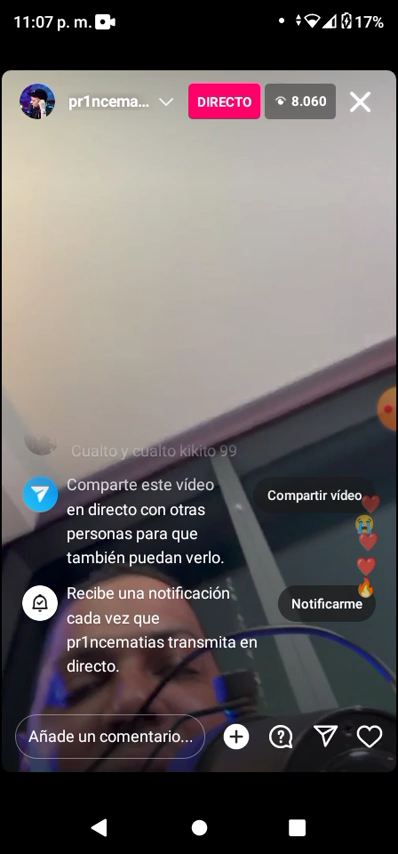 11:07 p. m.
17%
pr1ncema...
DIRECTO
8.060
Cualto y cualto kikito 99
Comparte este vídeo
en directo con otras
personas para que
también puedan verlo.
Compartir vídeo
Recibe una notificación
cada vez que
pr1ncematias transmita en
directo.
Notificarme
Añade un comentario...